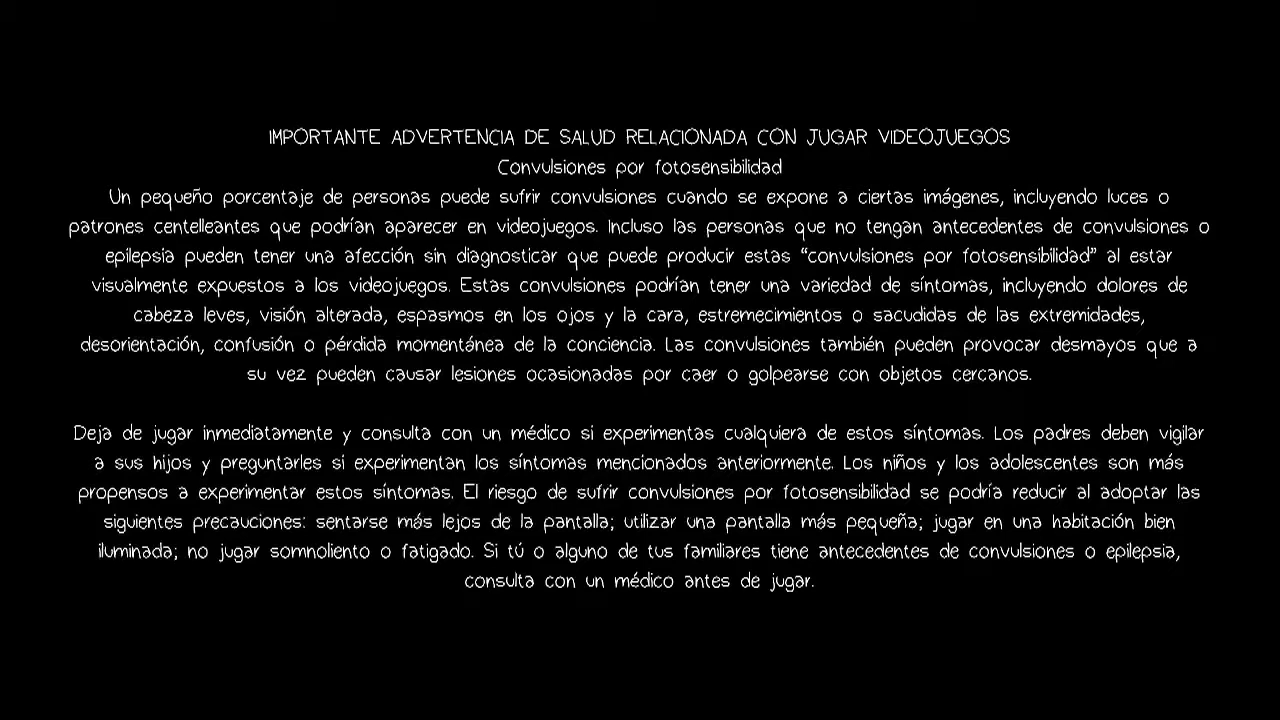 IMPORTANTE ADVERTENCIA DE SALUD RELACIONADA CON JUGAR VIDEOJUEGOS
Convulsiones por fotosensibilidad
Un pequeño porcentaje de personas puede sufrir convulsiones cuando se expone a ciertas imágenes, incluyendo luces o
patrones centelleantes que podrían aparecer en videojuegos. Incluso las personas que no tengan antecedentes de convulsiones o
epilepsia pueden tener una afección sin diagnosticar que puede producir estas “convulsiones por fotosensibilidad” al estar
visualmente expuestos a los videojuegos. Estas convulsiones podrían tener una variedad de síntomas, incluyendo dolores de
cabeza leves, visión alterada, espasmos en los ojos y la cara, estremecimientos o sacudidas de las extremidades,
desorientación, confusión o pérdida momentánea de la conciencia. Las convulsiones también pueden provocar desmayos que a
su vez pueden causar lesiones ocasionadas por caer o golpearse con objetos cercanos.
Deja de jugar inmediatamente y consulta con un médico si experimentas cualquiera de estos síntomas. Los padres deben vigilar
a sus hijos y preguntarles si experimentan los síntomas mencionados anteriormente. Los niños y los adolescentes son más
propensos a experimentar estos síntomas. El riesgo de sufrir convulsiones por fotosensibilidad se podría reducir al adoptar las
siguientes precauciones: sentarse más lejos de la pantalla; utilizar una pantalla más pequeña; jugar en una habitación bien
iluminada; no jugar somnoliento o fatigado. Si tú o alguno de tus familiares tiene antecedentes de convulsiones o epilepsia,
consulta con un médico antes de jugar.